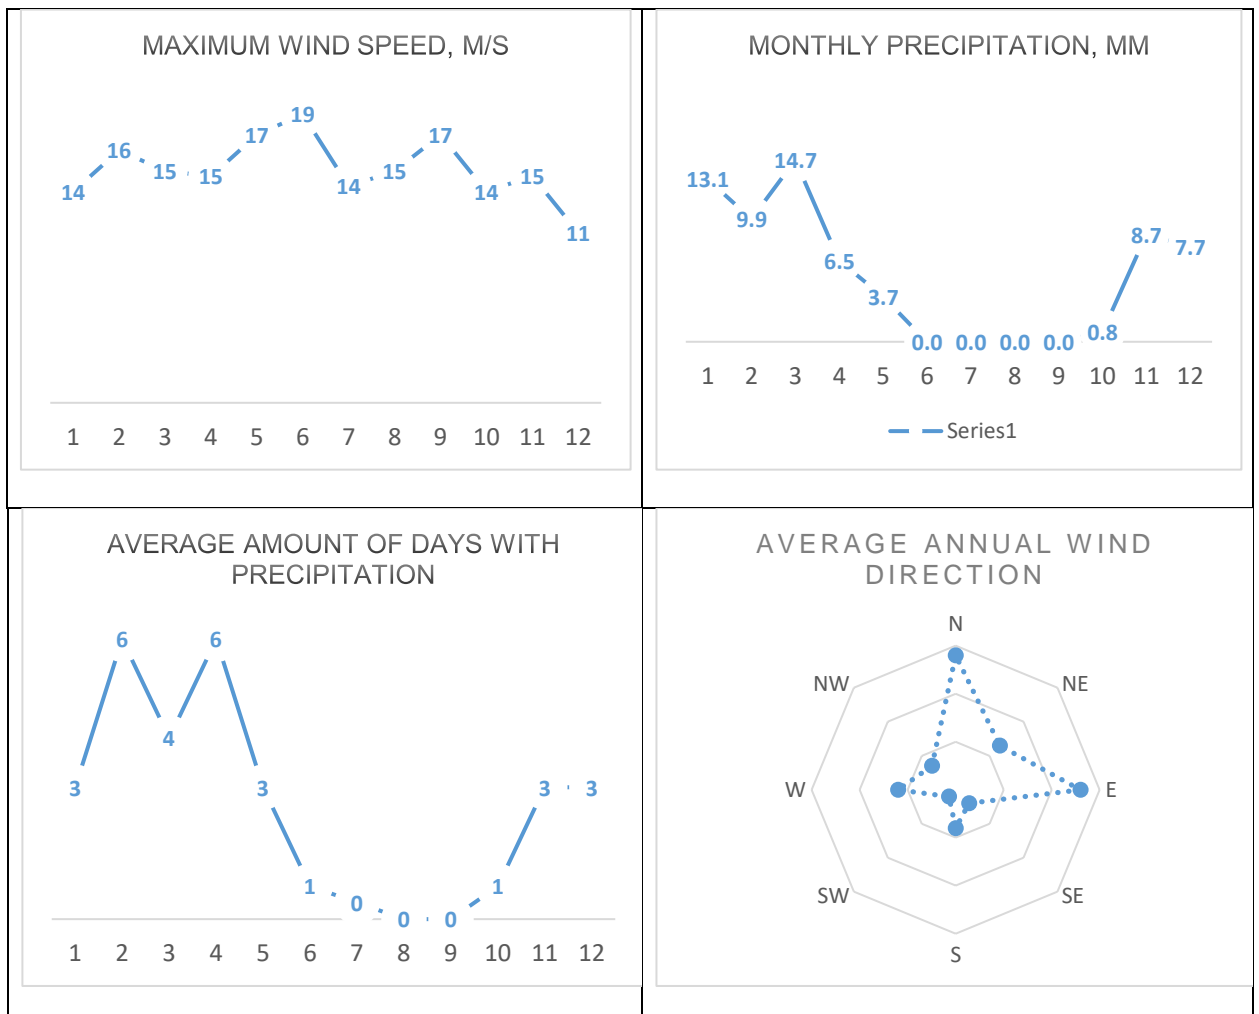 MAXIMUM WIND SPEED, M/S
14 16 15 15 17 19 14 15 17 14 15 11
1 2 3 4 5 6 7 8 9 10 11 12
MONTHLY PRECIPITATION, MM
13.1 9.9 14.7 6.5 3.7 0.0 0.0 0.0 0.0 0.8 8.7 7.7
1 2 3 4 5 6 7 8 9 10 11 12
Series1
AVERAGE AMOUNT OF DAYS WITH
PRECIPITATION
3 6 4 6 3 1 0 0 0 1 3 3
1 2 3 4 5 6 7 8 9 10 11 12
AVERAGE ANNUAL WIND
DIRECTION
N
NW NE
W E
SW SE
S